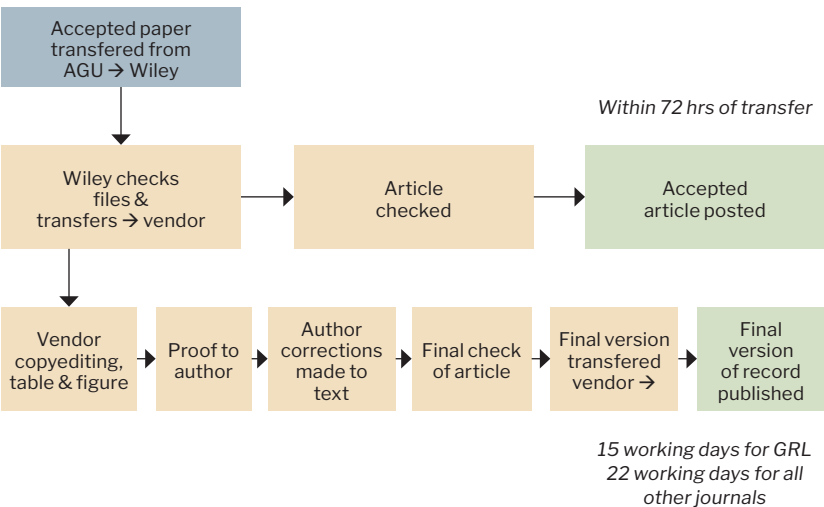 Accepted paper
transfered from
AGU → Wiley
Within 72 hrs of transfer
Wiley checks
files &
transfers → vendor
Article
checked
Accepted
article posted
Vendor
copyediting,
table & figure
Proof to
author
Author
corrections
made to
text
Final check
of article
Final version
transfered
vendor →
Final
version
of record
published
15 working days for GRL
22 working days for all
other journals